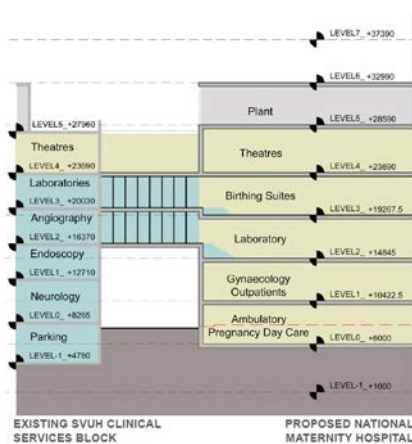 LEVEL7_ +37390
LEVEL6_ +32990
Plant
LEVEL5_ +27960
LEVEL5_ +28590
Theatres
Theatres
LEVEL4_ +23690
LEVEL4_ +23690
Laboratories
Birthing Suites
LEVEL3_ +20030
LEVEL3_ +19267.5
Angiography
Laboratory
LEVEL2_ +16370
LEVEL2_ +14845
Endoscopy
LEVEL1_ +12710
Gynaecology
Outpatients
Neurology
LEVEL1_ +10422.5
LEVEL0_ +8265
Ambulatory
Pregnancy Day Care
Parking
LEVEL0_ +6000
LEVEL-1_ +4780
LEVEL-1_ +1000
EXISTING SVUH CLINICAL
SERVICES BLOCK
PROPOSED NATIONAL
MATERNITY HOSPITAL